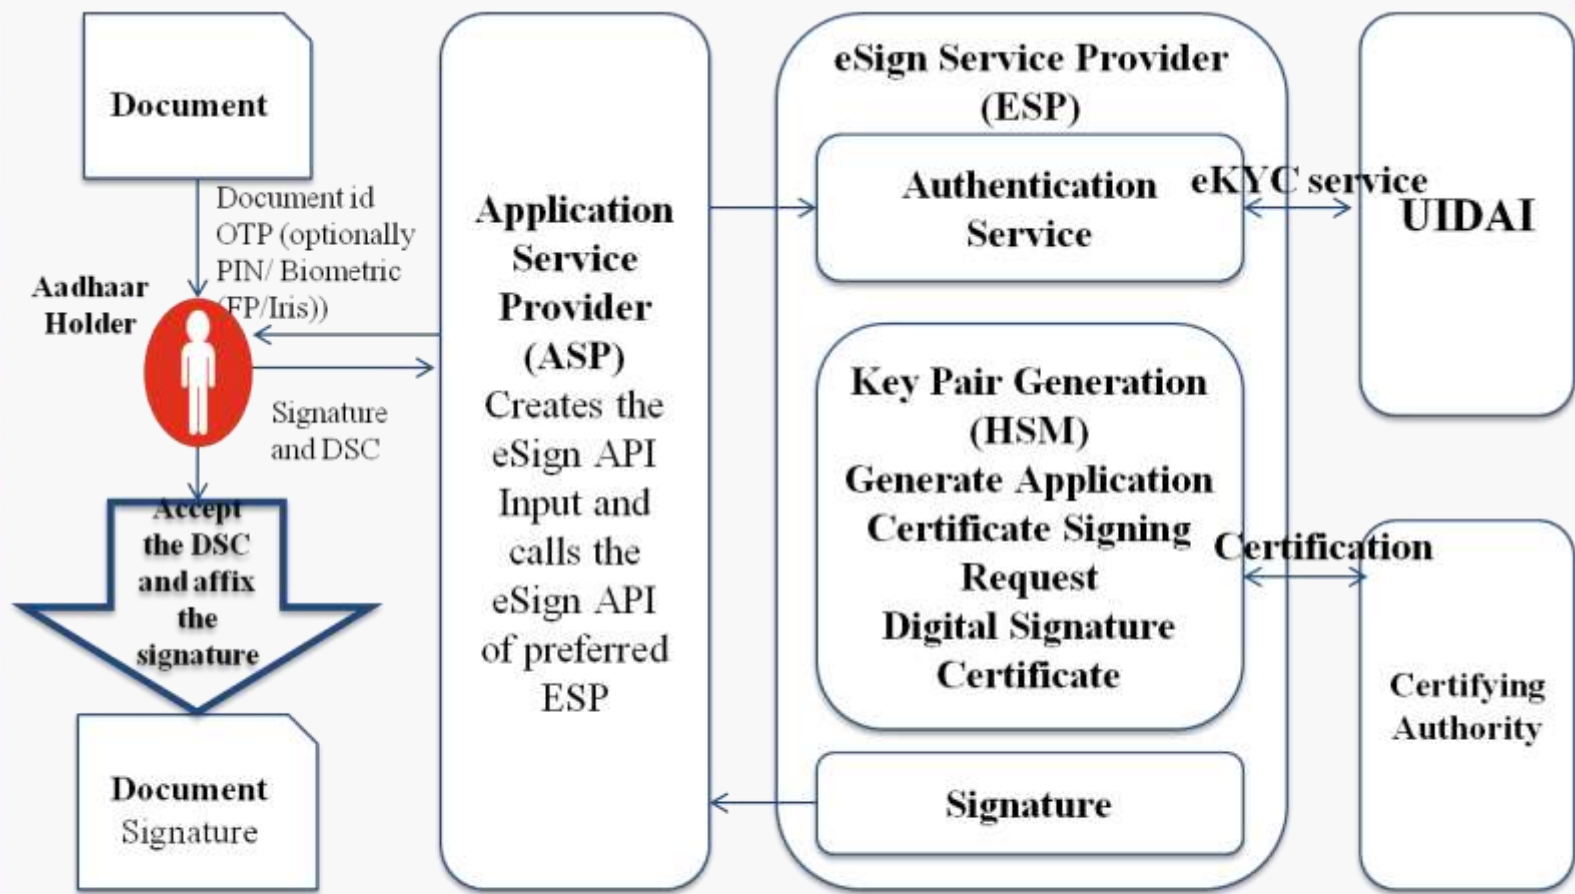 Document
Document id
OTP (optionally
PIN/ Biometric
(FP/Iris))
Aadhaar
Holder
Signature
and DSC
Accept
the DSC
and affix
the
signature
Document
Signature
Application
Service
Provider
(ASP)
Creates the
eSign API
Input and
calls the
eSign API
of preferred
ESP
eSign Service Provider
(ESP)
Authentication
Service
eKYC service
UIDAI
Key Pair Generation
(HSM)
Generate Application
Certificate Signing
Request
Digital Signature
Certificate
Certification
Certifying
Authority
Signature